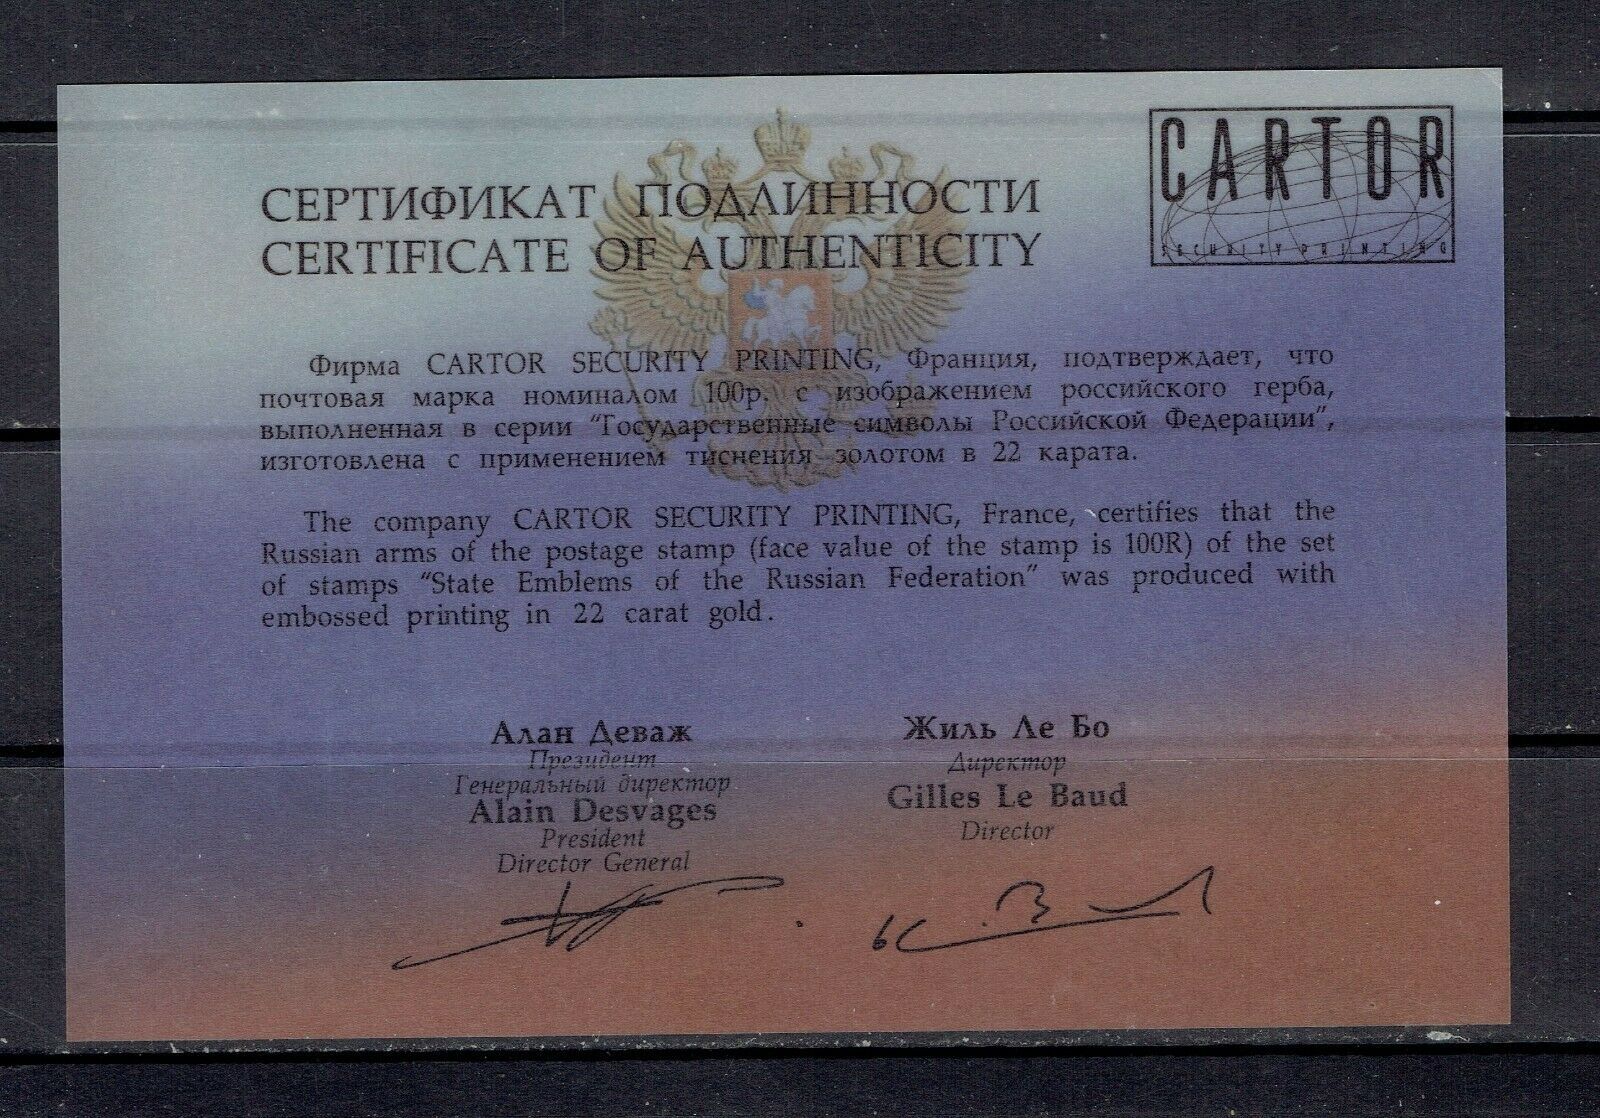 CARTOR
SECURITY PRINTING
СЕРТИФИКАТ ПОДЛИННОСТИ
CERTIFICATE OF AUTHENTICITY
Фирма CARTOR SECURITY PRINTING, Франция, подтверждает, что
почтовая марка номиналом 100р. с изображением российского герба,
выполненная в серии "Государственные символы Российской Федерации",
изготовлена с применением тиснения золотом в 22 карата.
The company CARTOR SECURITY PRINTING, France, certifies that the
Russian arms of the postage stamp (face value of the stamp is 100R) of the set
of stamps "State Emblems of the Russian Federation" was produced with
embossed printing in 22 carat gold.
Алан Деваж
Президент
Генеральный директор
Alain Desvages
President
Director General
Жиль Ле Бо
Директор
Gilles Le Baud
Director